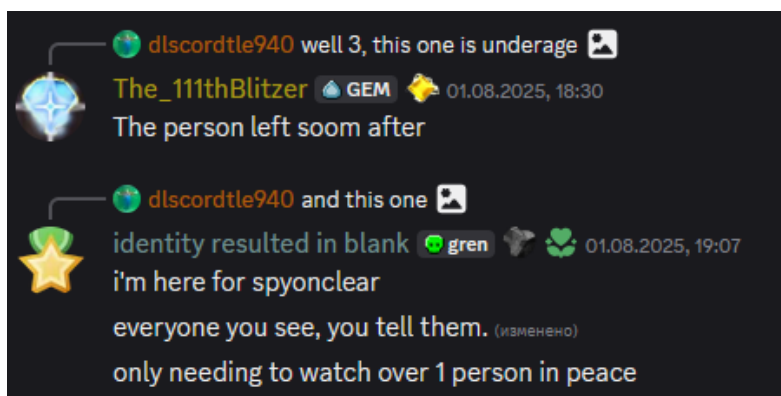 dlscordtle940 well 3, this one is underage
The_111thBlitzer GEM 01.08.2025, 18:30
The person left soom after
dlscordtle940 and this one
identity resulted in blank gren 01.08.2025, 19:07
i'm here for spyonclear
everyone you see, you tell them. (изменено)
only needing to watch over 1 person in peace